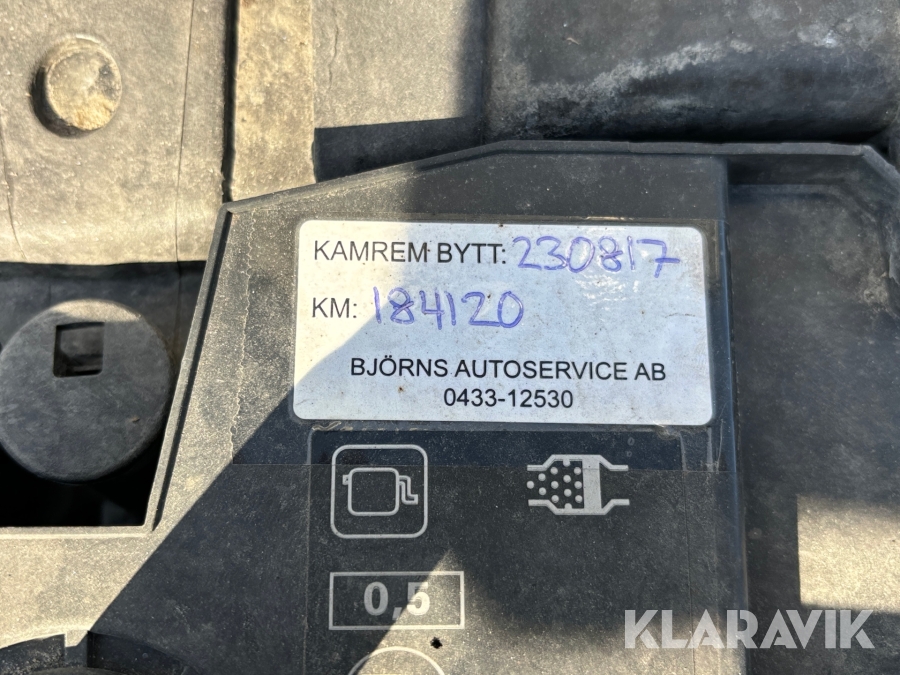 KAMREM BYTT: 230817
KM: 184120
BJÖRNS AUTOSERVICE AB
0433-12530
0,5
KLARAVIK